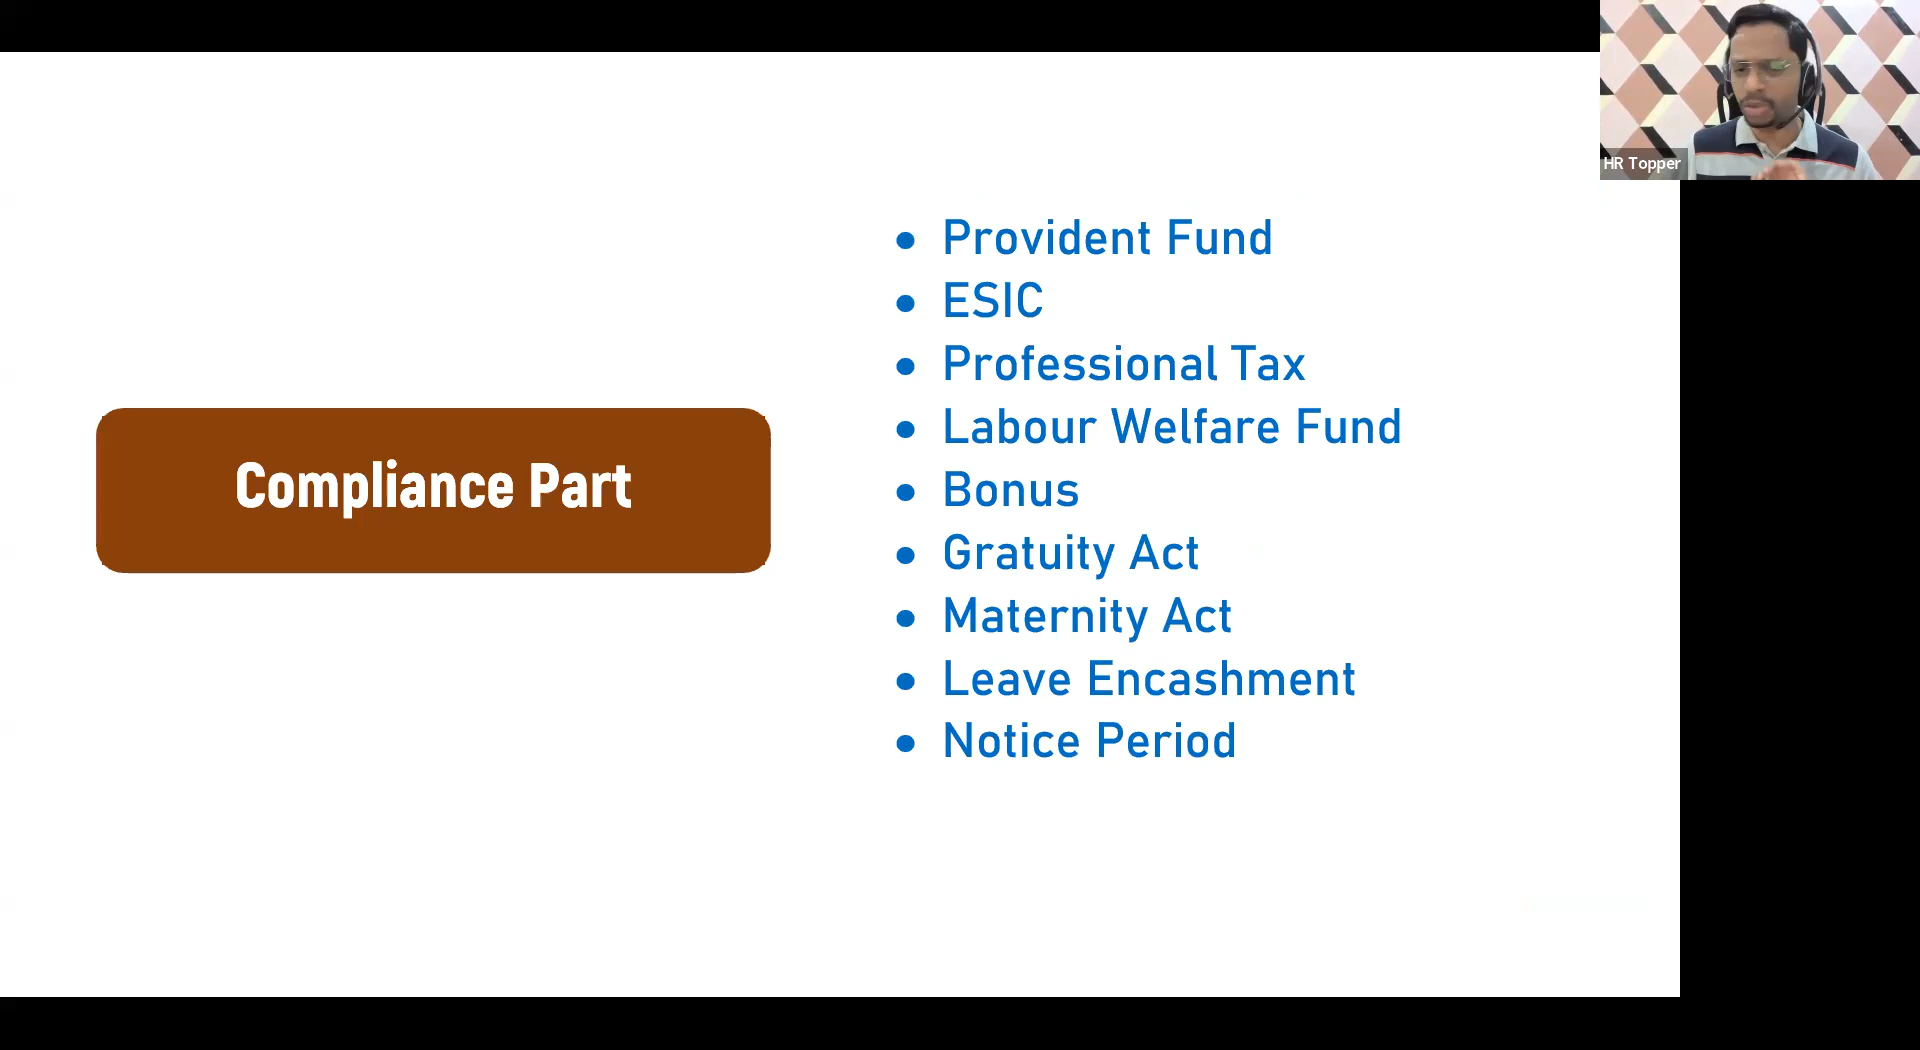 HR Topper
Compliance Part
• Provident Fund
• ESIC
• Professional Tax
• Labour Welfare Fund
• Bonus
• Gratuity Act
• Maternity Act
• Leave Encashment
• Notice Period